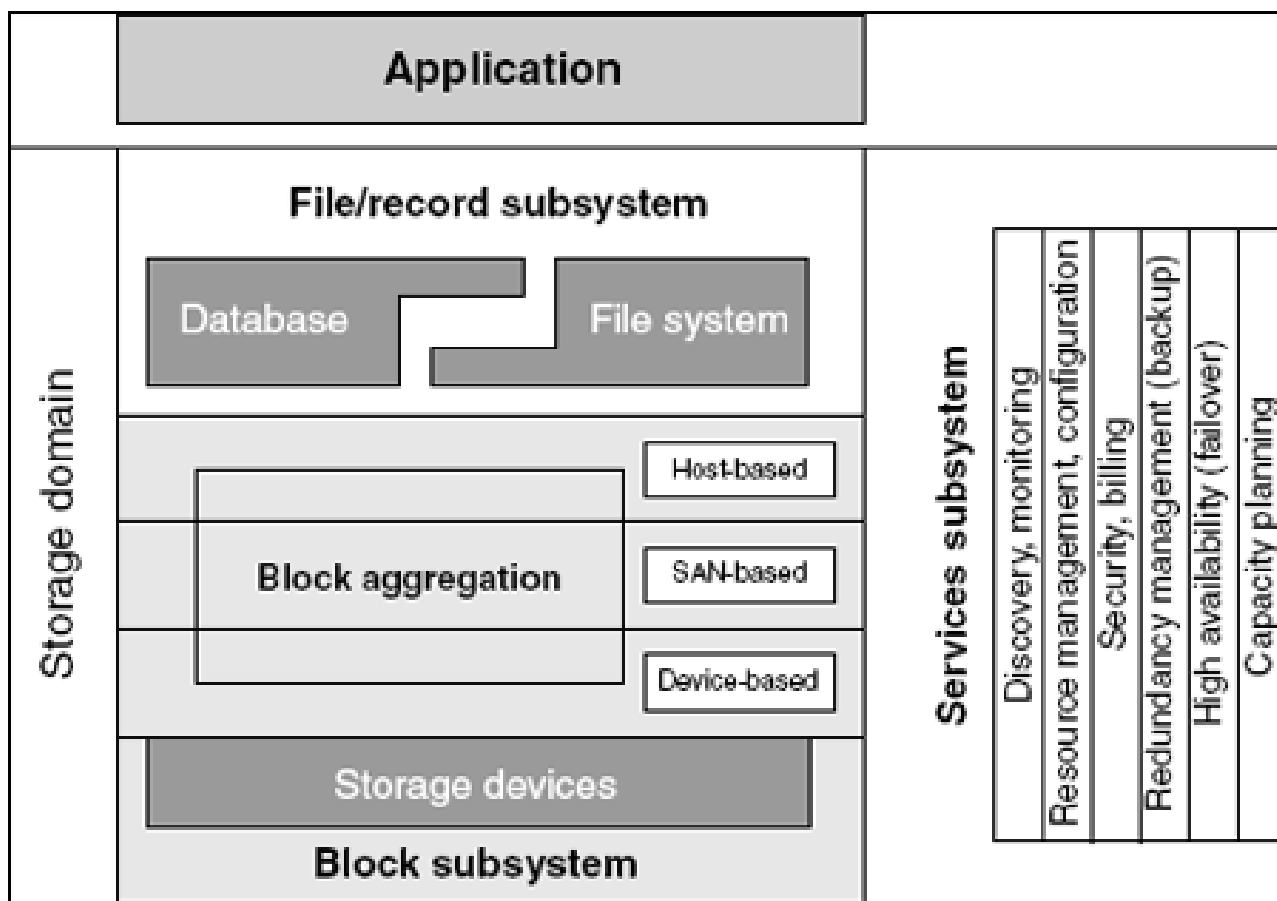 Application
Storage domain
File/record subsystem
Database
File system
Host-based
Block aggregation
SAN-based
Device-based
Storage devices
Block subsystem
Services subsystem
Discovery, monitoring
Resource management, configuration
Security, billing
Redundancy management (backup)
High availability (failover)
Capacity planning